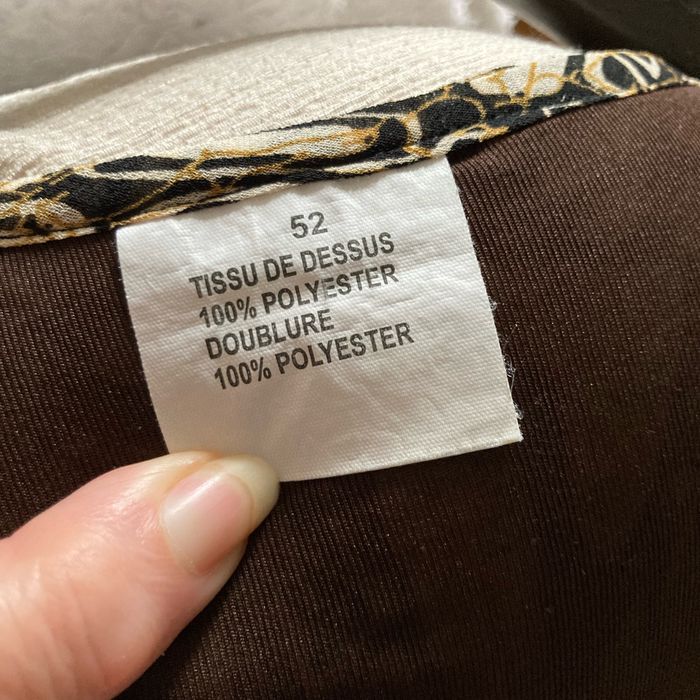 52
TISSU DE DESSUS
100% POLYESTER
DOUBLURE
100% POLYESTER